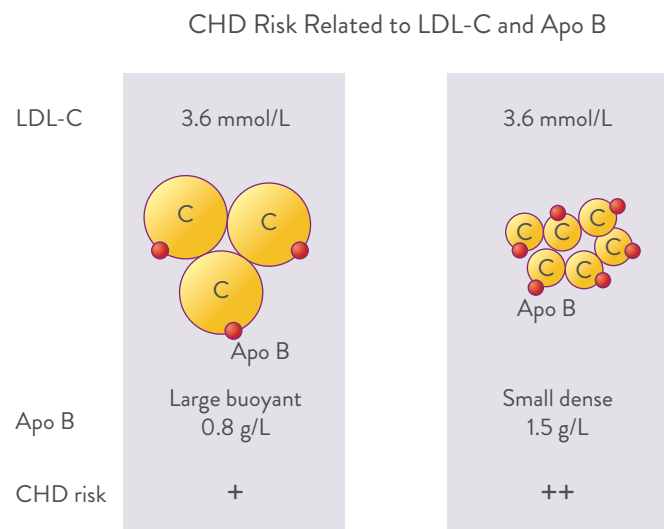 CHD Risk Related to LDL-C and Apo B
LDL-C 3.6 mmol/L 3.6 mmol/L
C C C
C C C C C C
Apo B
Apo B
Large buoyant Small dense
Apo B 0.8 g/L 1.5 g/L
CHD risk + ++